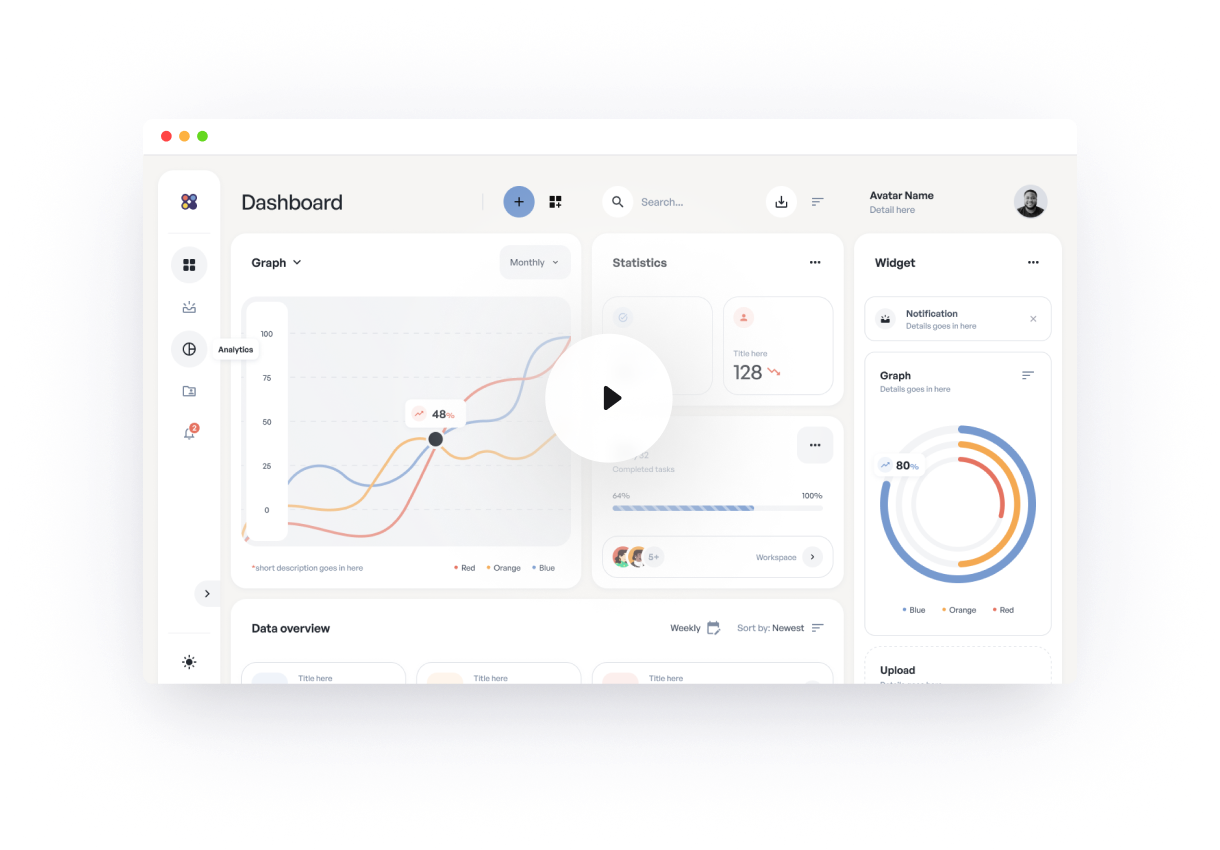 Dashboard
Search...
Avatar Name
Detail here
Graph
Monthly
Statistics
Widget
100
75
50
25
0
48%
Analytics
2
*short description goes in here
Red
Orange
Blue
Title here
128
Completed tasks
64%
100%
5+
Workspace
Notification
Details goes in here
Graph
Details goes in here
80%
Blue
Orange
Red
Data overview
Weekly
Sort by: Newest
Title here
Title here
Title here
Upload